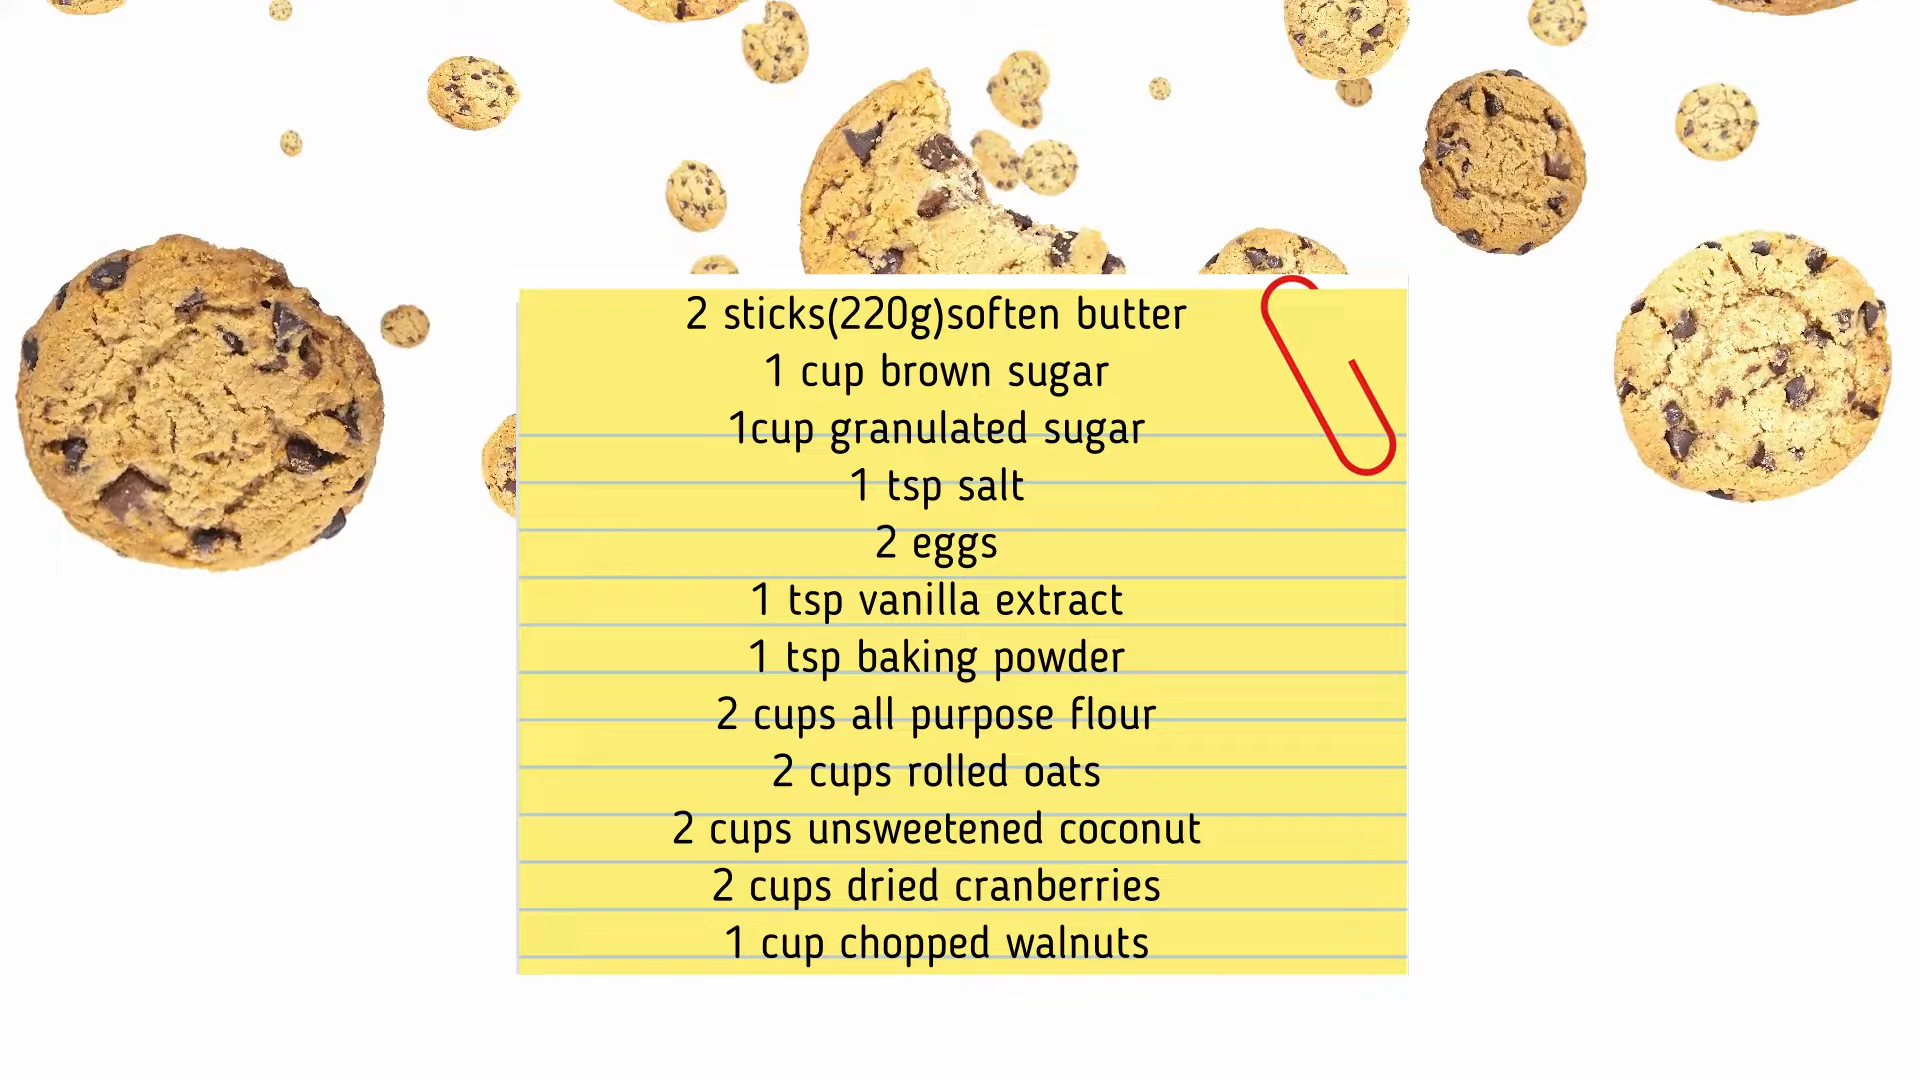 2 sticks(220g)soften butter
1 cup brown sugar
1cup granulated sugar
1 tsp salt
2 eggs
1 tsp vanilla extract
1 tsp baking powder
2 cups all purpose flour
2 cups rolled oats
2 cups unsweetened coconut
2 cups dried cranberries
1 cup chopped walnuts